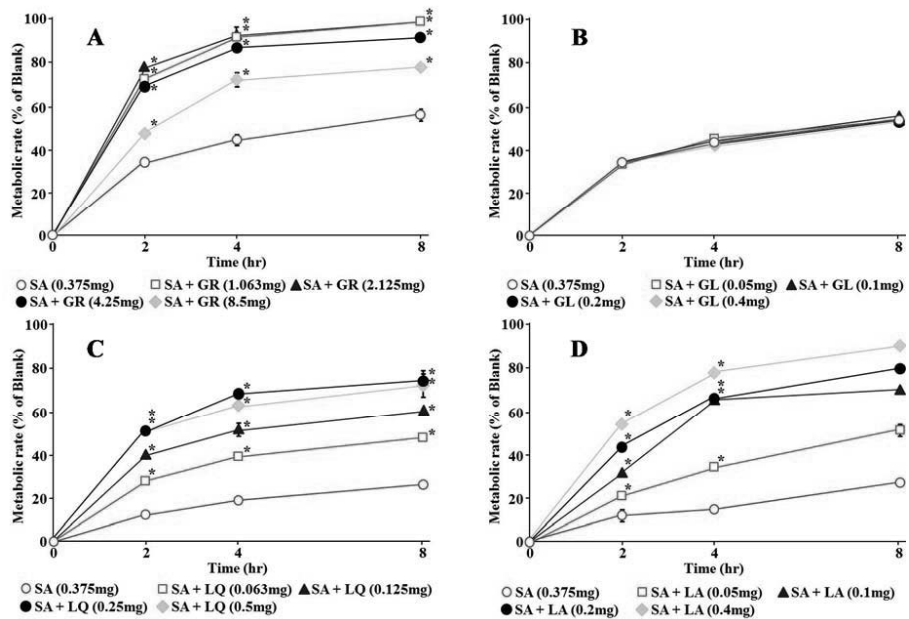 A
Metabolic rate (% of Blank)
100
80
60
40
20
0
0 2 4 8
Time (hr)
SA (0.375mg) SA + GR (1.063mg) SA + GR (2.125mg)
SA + GR (4.25mg) SA + GR (8.5mg)
B
Metabolic rate (% of Blank)
100
80
60
40
20
0
0 2 4 8
Time (hr)
SA (0.375mg) SA + GL (0.05mg) SA + GL (0.1mg)
SA + GL (0.2mg) SA + GL (0.4mg)
C
Metabolic rate (% of Blank)
100
80
60
40
20
0
0 2 4 8
Time (hr)
SA (0.375mg) SA + LQ (0.063mg) SA + LQ (0.125mg)
SA + LQ (0.25mg) SA + LQ (0.5mg)
D
Metabolic rate (% of Blank)
100
80
60
40
20
0
0 2 4 8
Time (hr)
SA (0.375mg) SA + LA (0.05mg) SA + LA (0.1mg)
SA + LA (0.2mg) SA + LA (0.4mg)